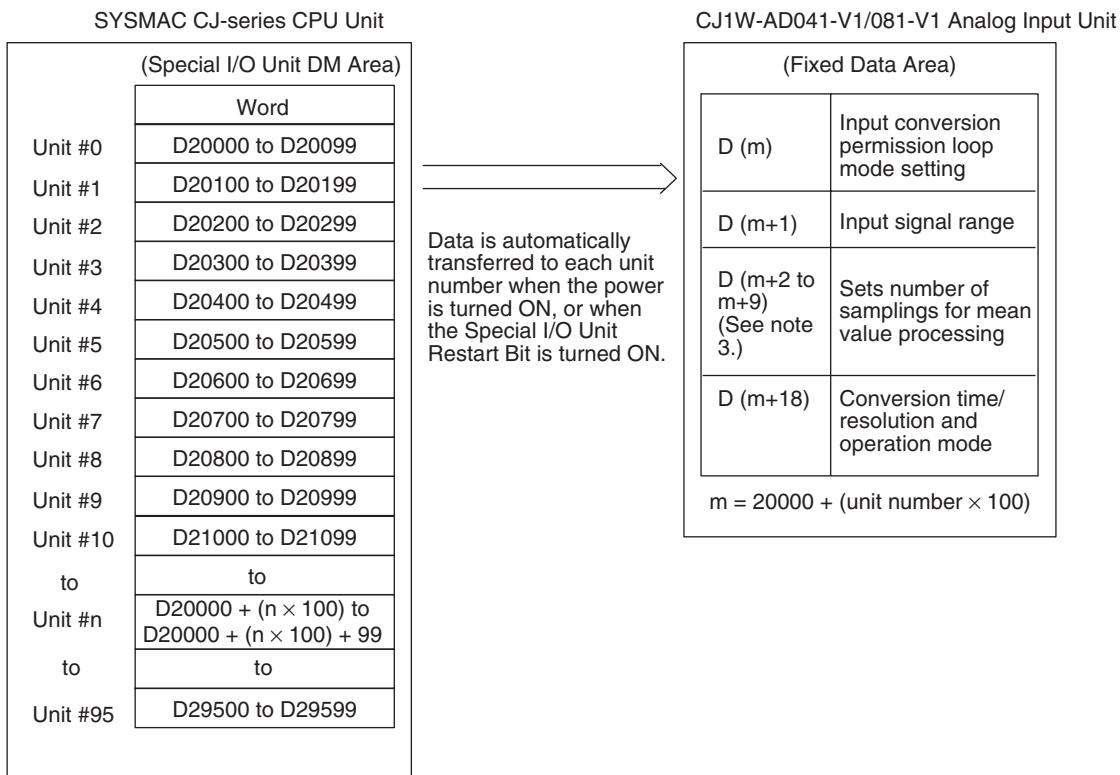 SYSMAC CJ-series CPU Unit
(Special I/O Unit DM Area)
Word
Unit #0 D20000 to D20099
Unit #1 D20100 to D20199
Unit #2 D20200 to D20299
Unit #3 D20300 to D20399
Unit #4 D20400 to D20499
Unit #5 D20500 to D20599
Unit #6 D20600 to D20699
Unit #7 D20700 to D20799
Unit #8 D20800 to D20899
Unit #9 D20900 to D20999
Unit #10 D21000 to D21099
to to
Unit #n D20000 + (n × 100) to
D20000 + (n × 100) + 99
to to
Unit #95 D29500 to D29599
Data is automatically
transferred to each unit
number when the power
is turned ON, or when
the Special I/O Unit
Restart Bit is turned ON.
CJ1W-AD041-V1/081-V1 Analog Input Unit
(Fixed Data Area)
D (m)
Input conversion
permission loop
mode setting
D (m+1) Input signal range
D (m+2 to
m+9)
(See note
3.)
Sets number of
samplings for mean
value processing
D (m+18)
Conversion time/
resolution and
operation mode
m = 20000 + (unit number × 100)